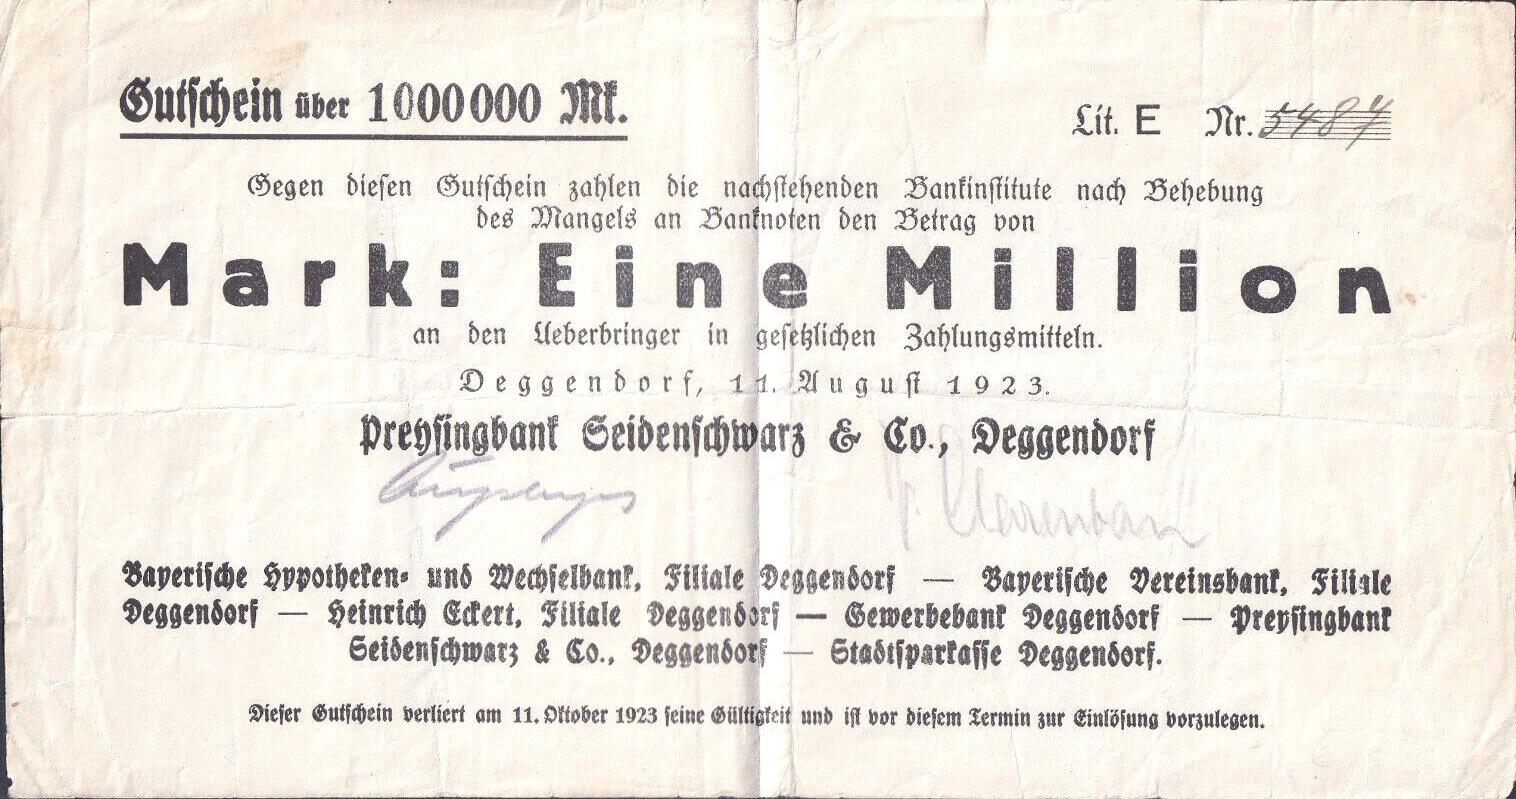 Gutschein über 1000000 Mk.
Lit. E Nr. 5487
Gegen diesen Gutschein zahlen die nachstehenden Bankinstitute nach Behebung
des Mangels an Banknoten den Betrag von
Mark: Eine Million
an den Ueberbringer in gesetzlichen Zahlungsmitteln.
Deggendorf, 11. August 1923.
Preysingbank Seidenschwarz & Co., Deggendorf
Bayerische Hypotheken- und Wechselbank, Filiale Deggendorf — Bayerische Vereinsbank, Filiale
Deggendorf — Heinrich Eckert, Filiale Deggendorf — Gewerbebank Deggendorf — Preysingbank
Seidenschwarz & Co., Deggendorf — Stadtsparkasse Deggendorf.
Dieser Gutschein verliert am 11. Oktober 1923 seine Gültigkeit und ist vor diesem Termin zur Einlösung vorzulegen.